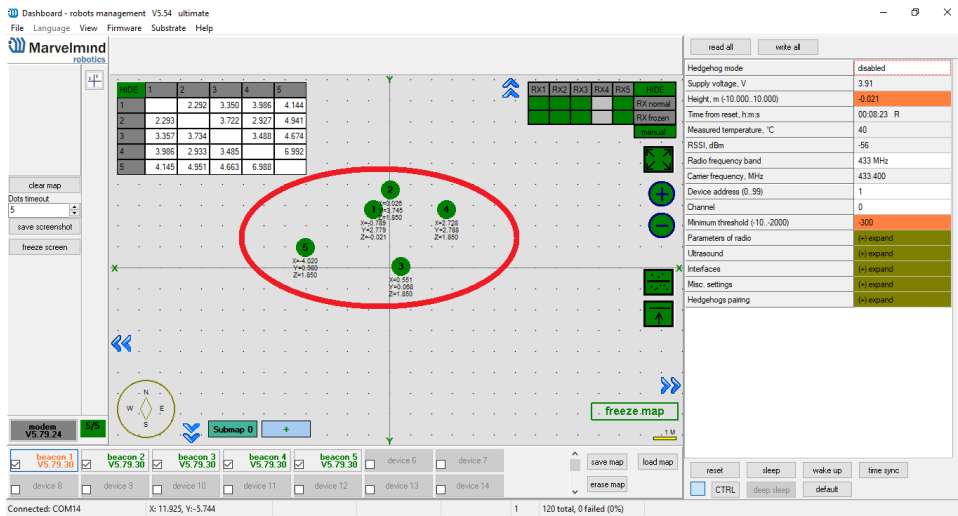 Dashboard - robots management V5.54 ultimate
File Language View Firmware Substrate Help
Marvelmind
robotics
read all write all
Hedgehog mode disabled
Supply voltage, V 3.91
Height, m (-10.000..10.000) -0.021
Time from reset, h:m:s 00:08:23 R
Measured temperature, °C 40
RSSI, dBm -56
Radio frequency band 433 MHz
Carrier frequency, MHz 433.400
Device address (0..99) 1
Channel 0
Minimum threshold (-10..-2000) -300
Parameters of radio (+) expand
Ultrasound (+) expand
Interfaces (+) expand
Misc. settings (+) expand
Hedgehogs pairing (+) expand
HIDE 1 2 3 4 5
1 2.292 3.350 3.986 4.144
2 2.293 3.722 2.927 4.941
3 3.357 3.734 3.488 4.674
4 3.986 2.933 3.485 6.992
5 4.145 4.951 4.663 6.988
Y
RX1 RX2 RX3 RX4 RX5 HIDE
RX normal
RX frozen
manual
clear map
Dots timeout
5
save screenshot
freeze screen
2
X=0.026
Y=3.745
Z=1.850
1
X=-0.789
Y=2.779
Z=-0.021
4
X=2.728
Y=2.788
Z=1.850
5
X=-4.020
Y=0.980
Z=1.850
3
X=0.551
Y=0.068
Z=1.850
X X
N
W E
S
Submap 0 +
freeze map
1 M
Y
modem
V5.79.24
5/5
beacon 1
V5.79.30
beacon 2
V5.79.30
beacon 3
V5.79.30
beacon 4
V5.79.30
beacon 5
V5.79.30
device 6 device 7
device 8 device 9 device 10 device 11 device 12 device 13 device 14
save map load map
erase map
reset sleep wake up time sync
CTRL deep sleep default
Connected: COM14 X: 11.925, Y:-5.744 1 120 total, 0 failed (0%)